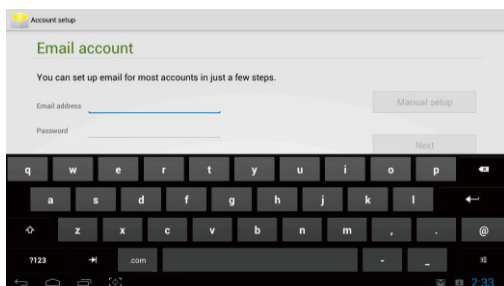 Account setup
Email account
You can set up email for most accounts in just a few steps.
Email address
Manual setup
Password
Next
q w e r t y u i o p
a s d f g h j k l
z x c v b n m , . @
?123 .com - _
2:33